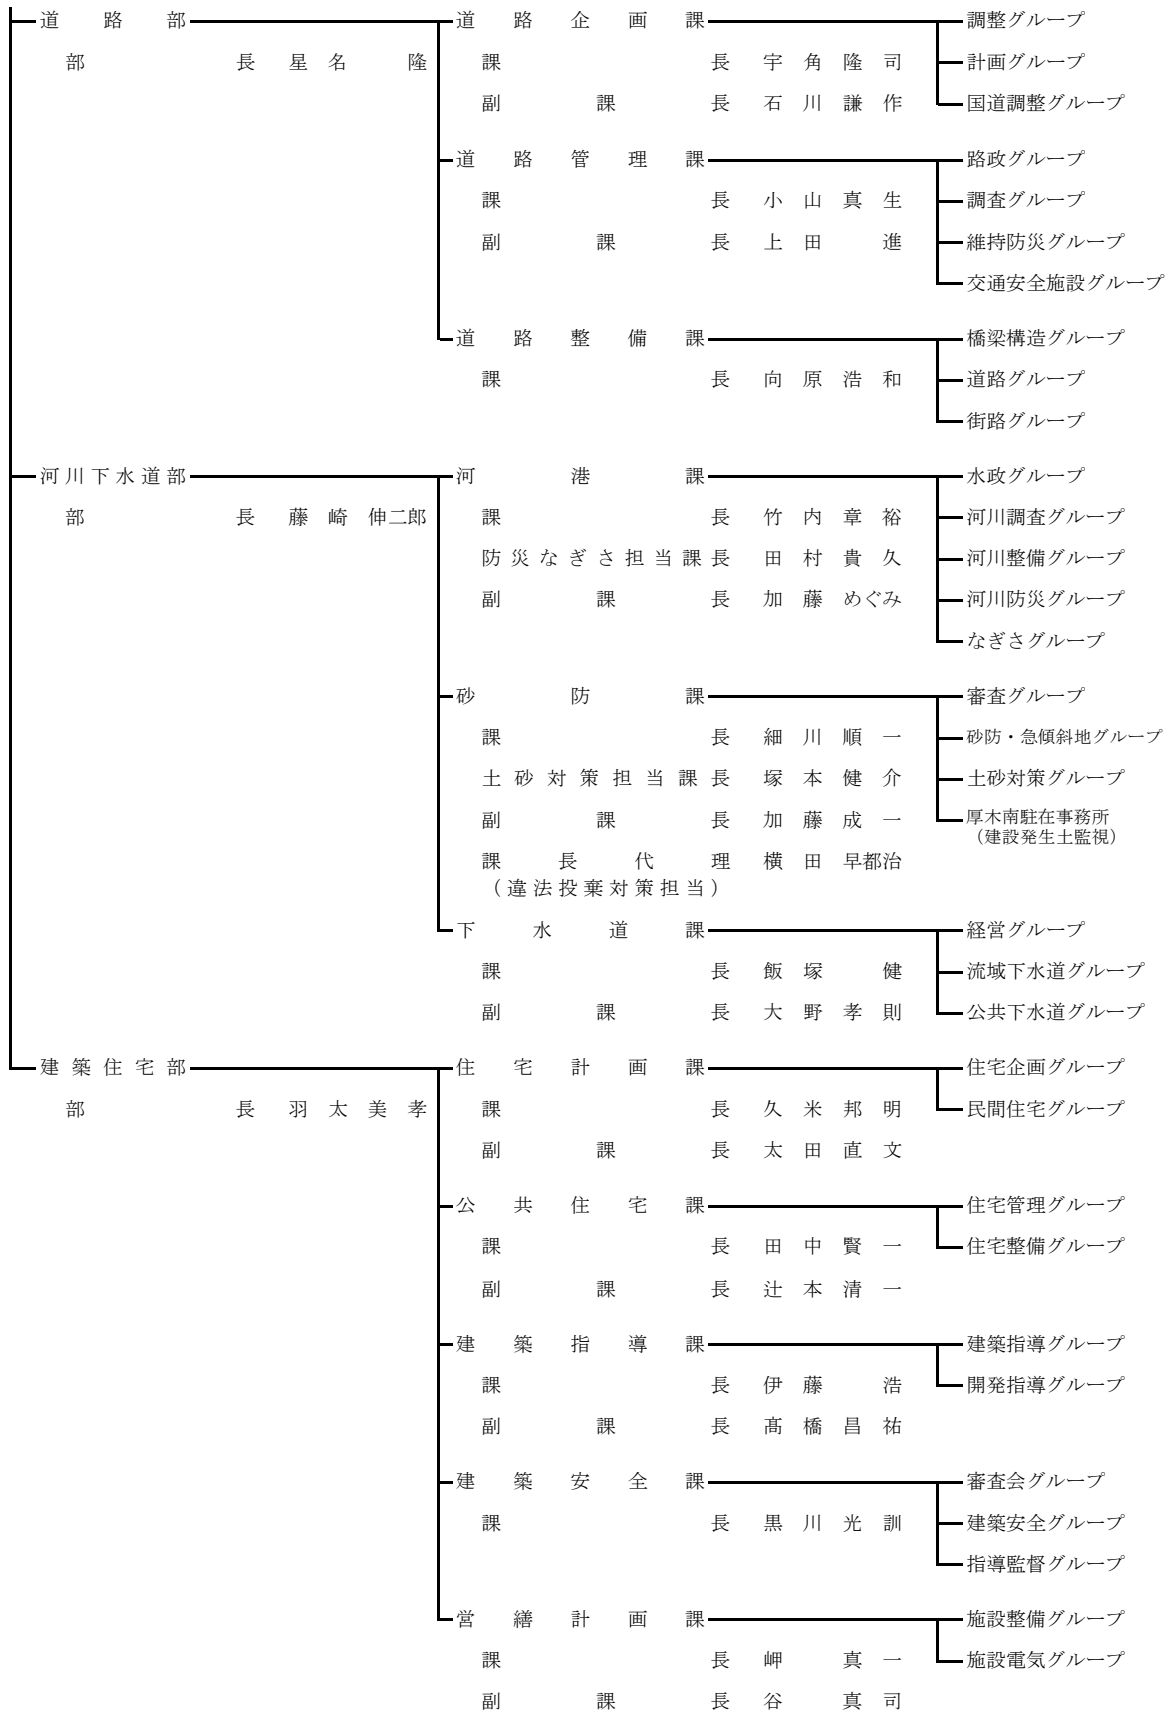 道路部 道路企画課 調整グループ
部長 星名 隆 課長 宇角隆司 計画グループ
副課長 石川謙作 国道調整グループ
道路管理課 路政グループ
課長 小山真生 調査グループ
副課長 上田 進 維持防災グループ
交通安全施設グループ
道路整備課 橋梁構造グループ
課長 向原浩和 道路グループ
街路グループ
河川下水道部 河港課 水政グループ
部長 藤崎伸二郎 課長 竹内章裕 河川調査グループ
防災なぎさ担当課長 田村貴久 河川整備グループ
副課長 加藤めぐみ 河川防災グループ
なぎさグループ
砂防課 審査グループ
課長 細川順一 砂防・急傾斜地グループ
土砂対策担当課長 塚本健介 土砂対策グループ
副課長 加藤成一 厚木南駐在事務所
（建設発生土監視）
課長代理 横田早都治
（違法投棄対策担当）
下水道課 経営グループ
課長 飯塚 健 流域下水道グループ
副課長 大野孝則 公共下水道グループ
建築住宅部 住宅計画課 住宅企画グループ
部長 羽太美孝 課長 久米邦明 民間住宅グループ
副課長 太田直文
公共住宅課 住宅管理グループ
課長 田中賢一 住宅整備グループ
副課長 辻本清一
建築指導課 建築指導グループ
課長 伊藤 浩 開発指導グループ
副課長 髙橋昌祐
建築安全課 審査会グループ
課長 黒川光訓 建築安全グループ
指導監督グループ
営繕計画課 施設整備グループ
課長 岬 真一 施設電気グループ
副課長 谷 真司